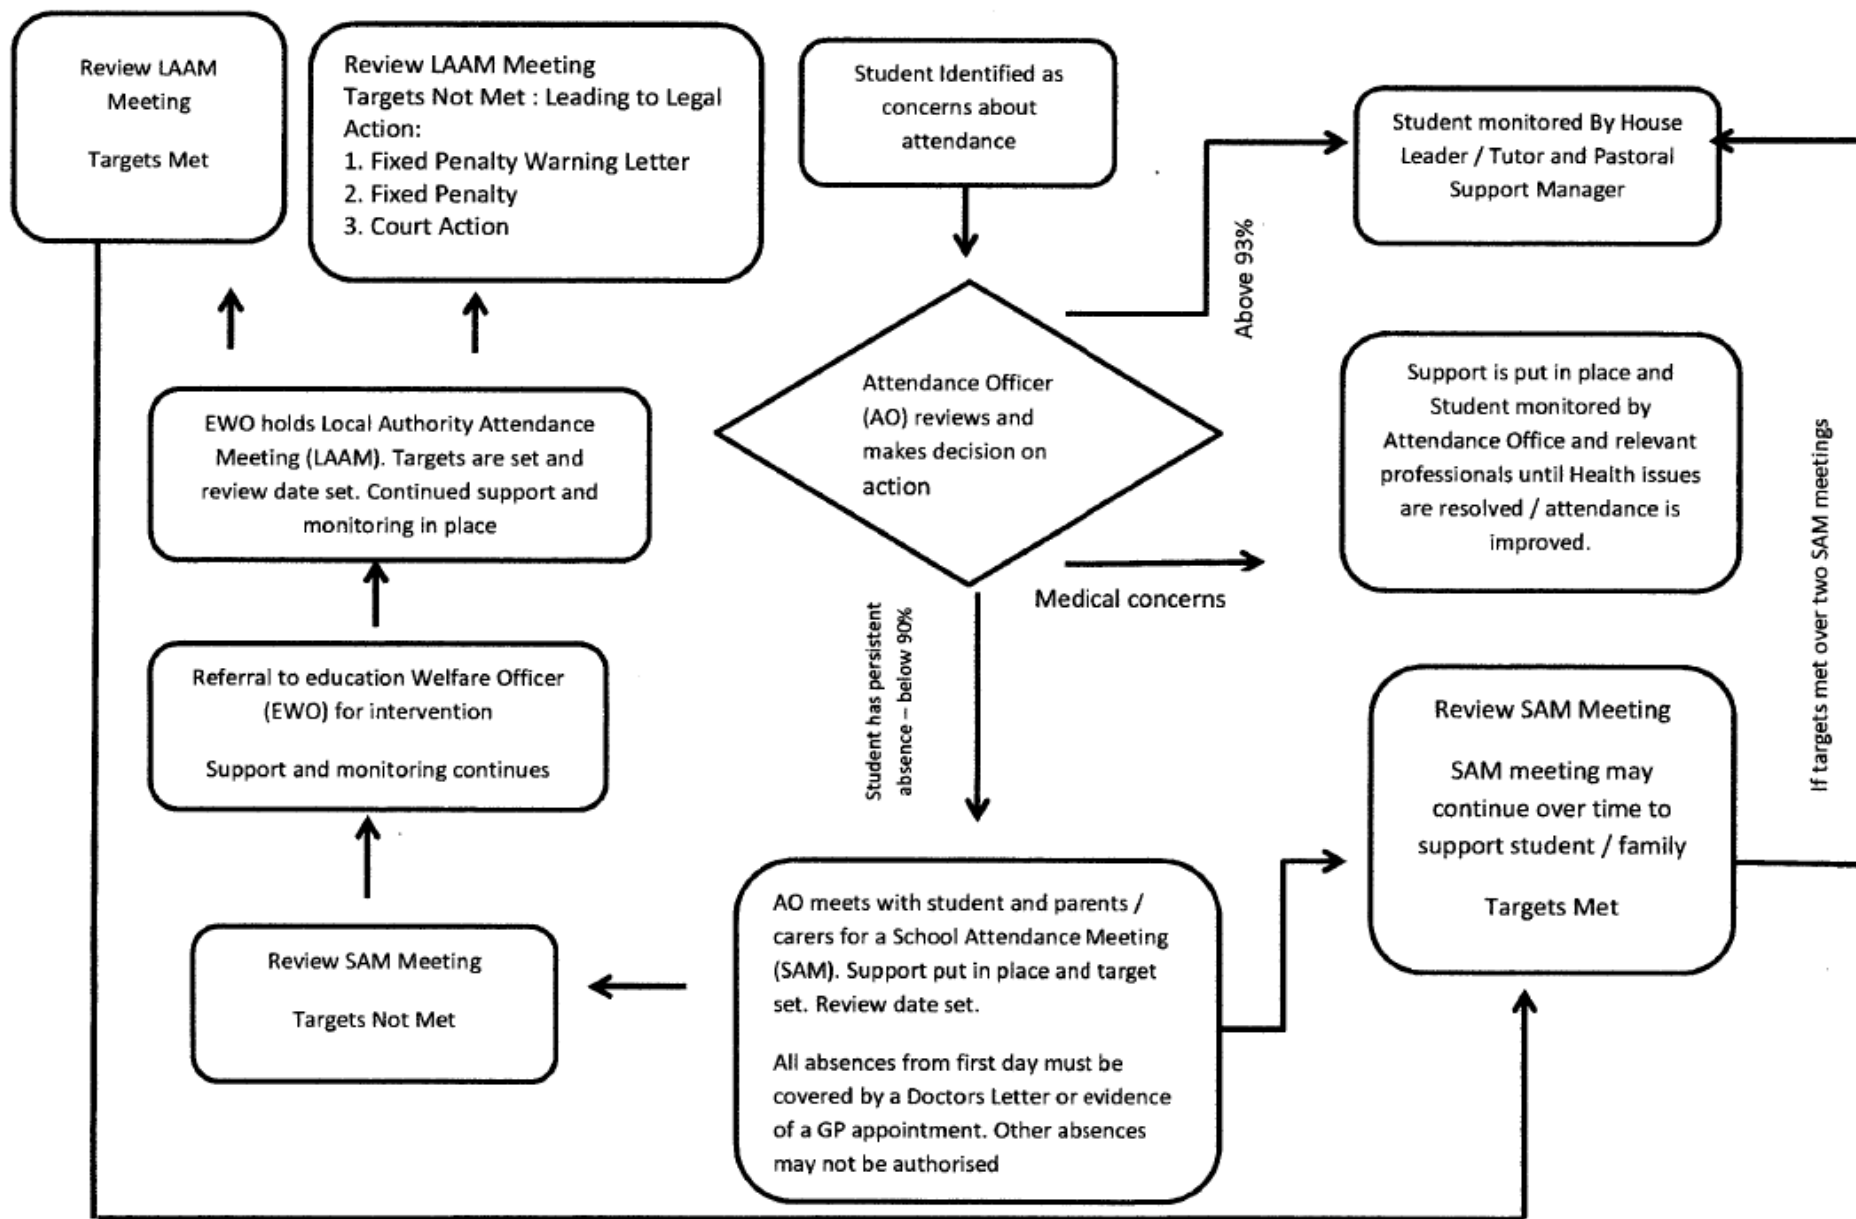 Review LAAM
Meeting
Targets Met
Review LAAM Meeting
Targets Not Met : Leading to Legal
Action:
1. Fixed Penalty Warning Letter
2. Fixed Penalty
3. Court Action
Student Identified as
concerns about
attendance
Student monitored By House
Leader / Tutor and Pastoral
Support Manager
Above 93%
Attendance Officer
(AO) reviews and
makes decision on
action
Support is put in place and
Student monitored by
Attendance Office and relevant
professionals until Health issues
are resolved / attendance is
improved.
Medical concerns
If targets met over two SAM meetings
EWO holds Local Authority Attendance
Meeting (LAAM). Targets are set and
review date set. Continued support and
monitoring in place
Student has persistent
absence – below 90%
Referral to education Welfare Officer
(EWO) for intervention
Support and monitoring continues
Review SAM Meeting
SAM meeting may
continue over time to
support student / family
Targets Met
Review SAM Meeting
Targets Not Met
AO meets with student and parents /
carers for a School Attendance Meeting
(SAM). Support put in place and target
set. Review date set.
All absences from first day must be
covered by a Doctors Letter or evidence
of a GP appointment. Other absences
may not be authorised